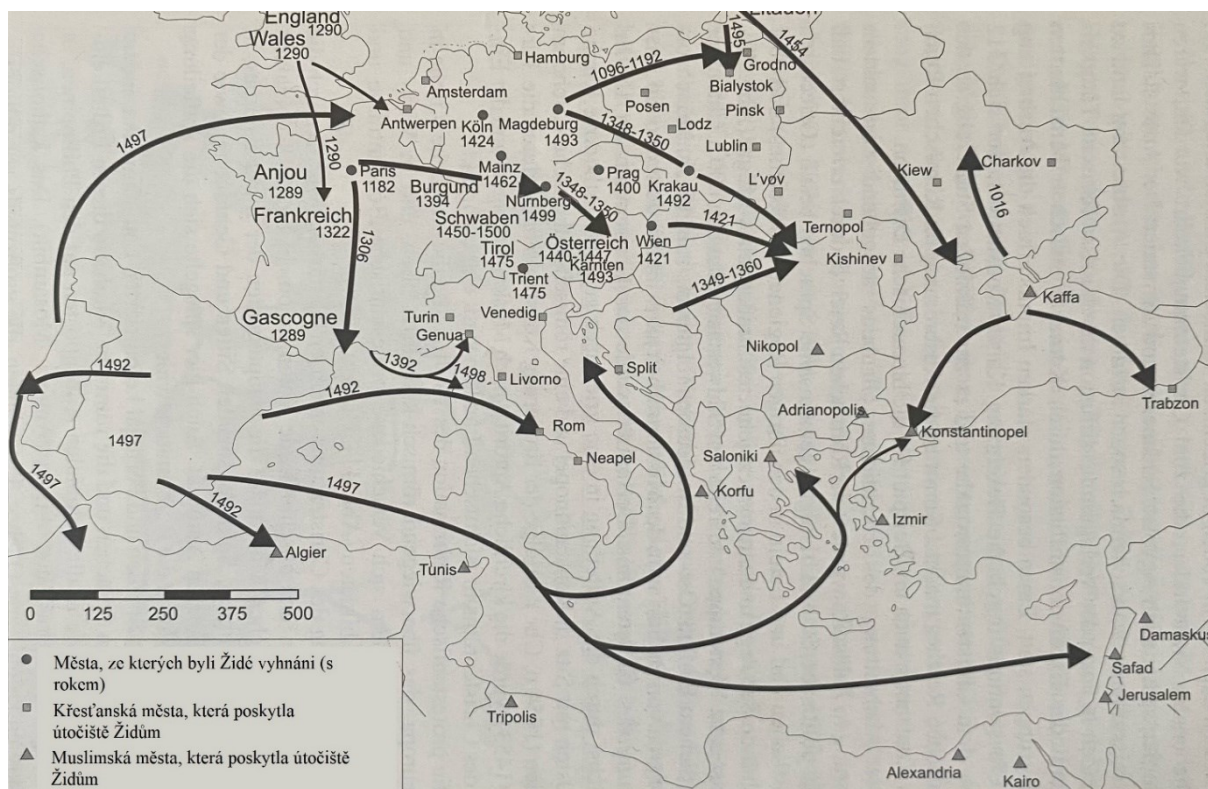 Litauen
England
1290
Wales
1290
1495
1454
Hamburg
Grodno
1096-1192
Bialystok
Amsterdam
Posen
Pinsk
Antwerpen
Köln
1424
Magdeburg
1493
Lodz
1497
1348-1350
Lublin
1290
Anjou
1289
Paris
1182
Mainz
1462
Prag
1400
Krakau
1492
L'vov
Kiew
Charkov
Burgund
1394
Nürnberg
1499
1348-1350
1016
Frankreich
1322
Schwaben
1450-1500
1421
Ternopol
1306
Tirol
1475
Österreich
1440-1447
Wien
1421
Kishinev
Trient
1475
Kärnten
1493
1349-1360
Kaffa
Gascogne
1289
Turin
Venedig
Genua
Nikopol
1392
1498
Split
1492
Livorno
1492
Trabzon
Adrianopolis
Rom
Konstantinopel
1497
Neapel
Saloniki
1497
1497
Korfu
1492
Izmir
Algier
Tunis
0 125 250 375 500
Damaskus
Safad
Jerusalem
Tripolis
Alexandria
Kairo
Města, ze kterých byli Židé vyhnáni (s
rokem)
Křesťanská města, která poskytla
útočiště Židům
Muslimská města, která poskytla útočiště
Židům